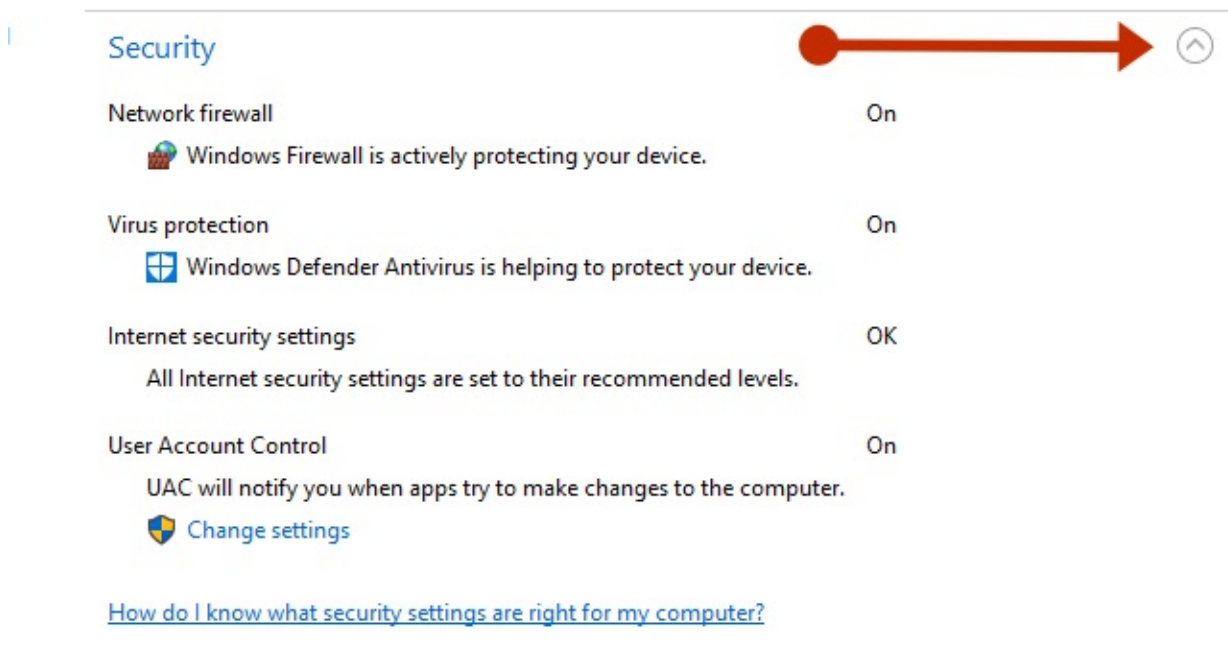 Security
Network firewall On
Windows Firewall is actively protecting your device.
Virus protection On
Windows Defender Antivirus is helping to protect your device.
Internet security settings OK
All Internet security settings are set to their recommended levels.
User Account Control On
UAC will notify you when apps try to make changes to the computer.
Change settings
How do I know what security settings are right for my computer?